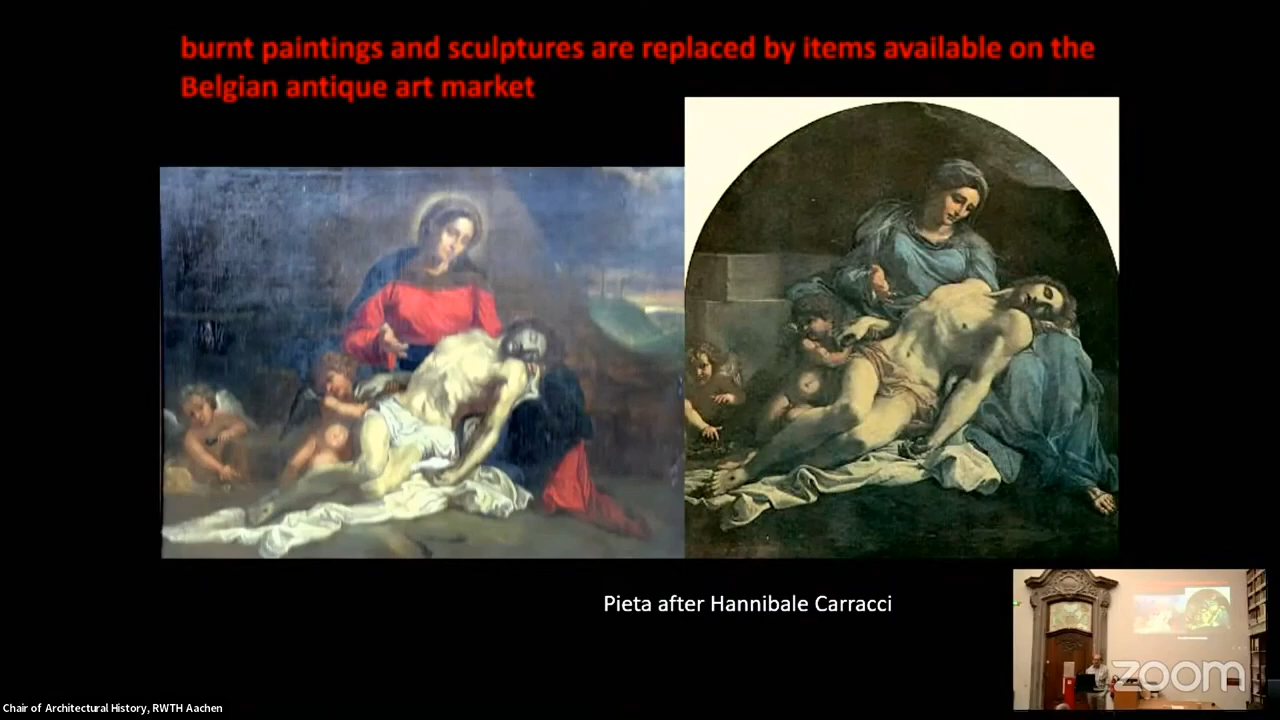 burnt paintings and sculptures are replaced by items available on the
Belgian antique art market
Pieta after Hannibale Carracci
zoom
Chair of Architectural History, RWTH Aachen